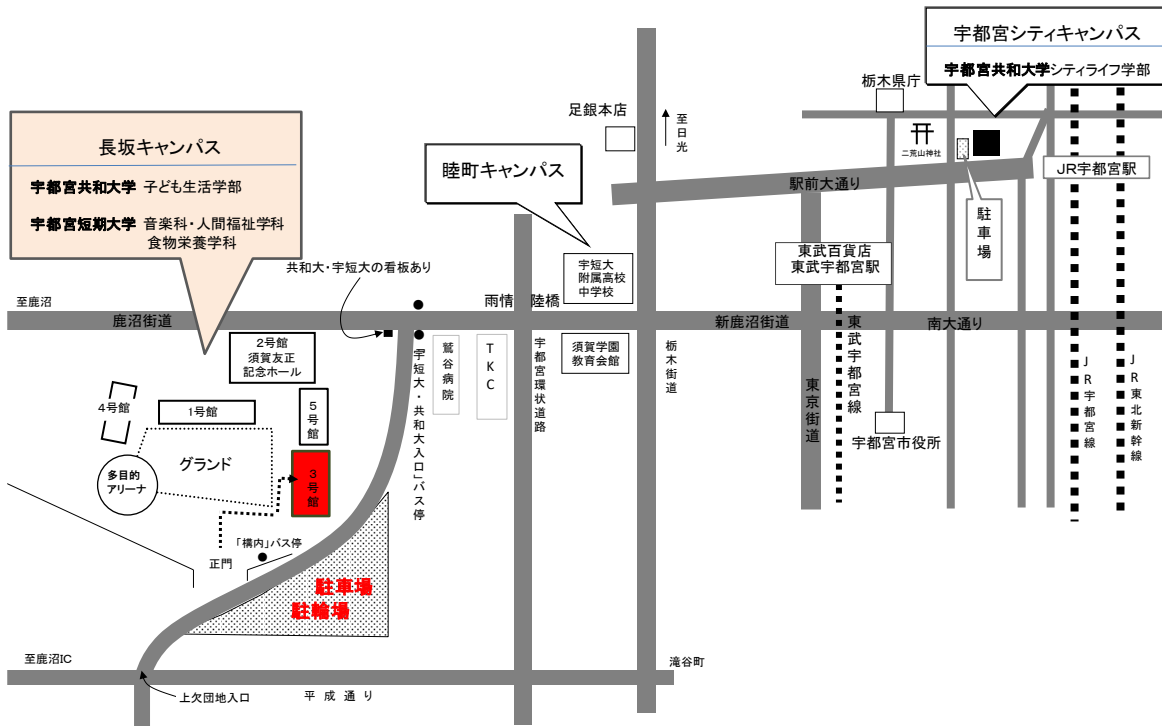 宇都宮シティキャンパス
宇都宮共和大学シティライフ学部
栃木県庁
足銀本店
至日光
二荒山神社
長坂キャンパス
宇都宮共和大学 子ども生活学部
宇都宮短期大学 音楽科・人間福祉学科
食物栄養学科
睦町キャンパス
駅前大通り
JR宇都宮駅
駐車場
東武百貨店
東武宇都宮駅
宇短大
附属高校
中学校
共和大・宇短大の看板あり
至鹿沼
雨情陸橋
鹿沼街道
新鹿沼街道
南大通り
2号館
須賀友正
記念ホール
「宇短大・共和大入口」バス停
鷲谷病院
TKC
宇都宮環状道路
須賀学園
教育会館
栃木街道
東京街道
東武宇都宮線
JR宇都宮線
JR東北新幹線
4号館
1号館
5号館
宇都宮市役所
グランド
多目的
アリーナ
3号館
「構内」バス停
正門
駐車場
駐輪場
至鹿沼IC
滝谷町
上欠団地入口
平成通り